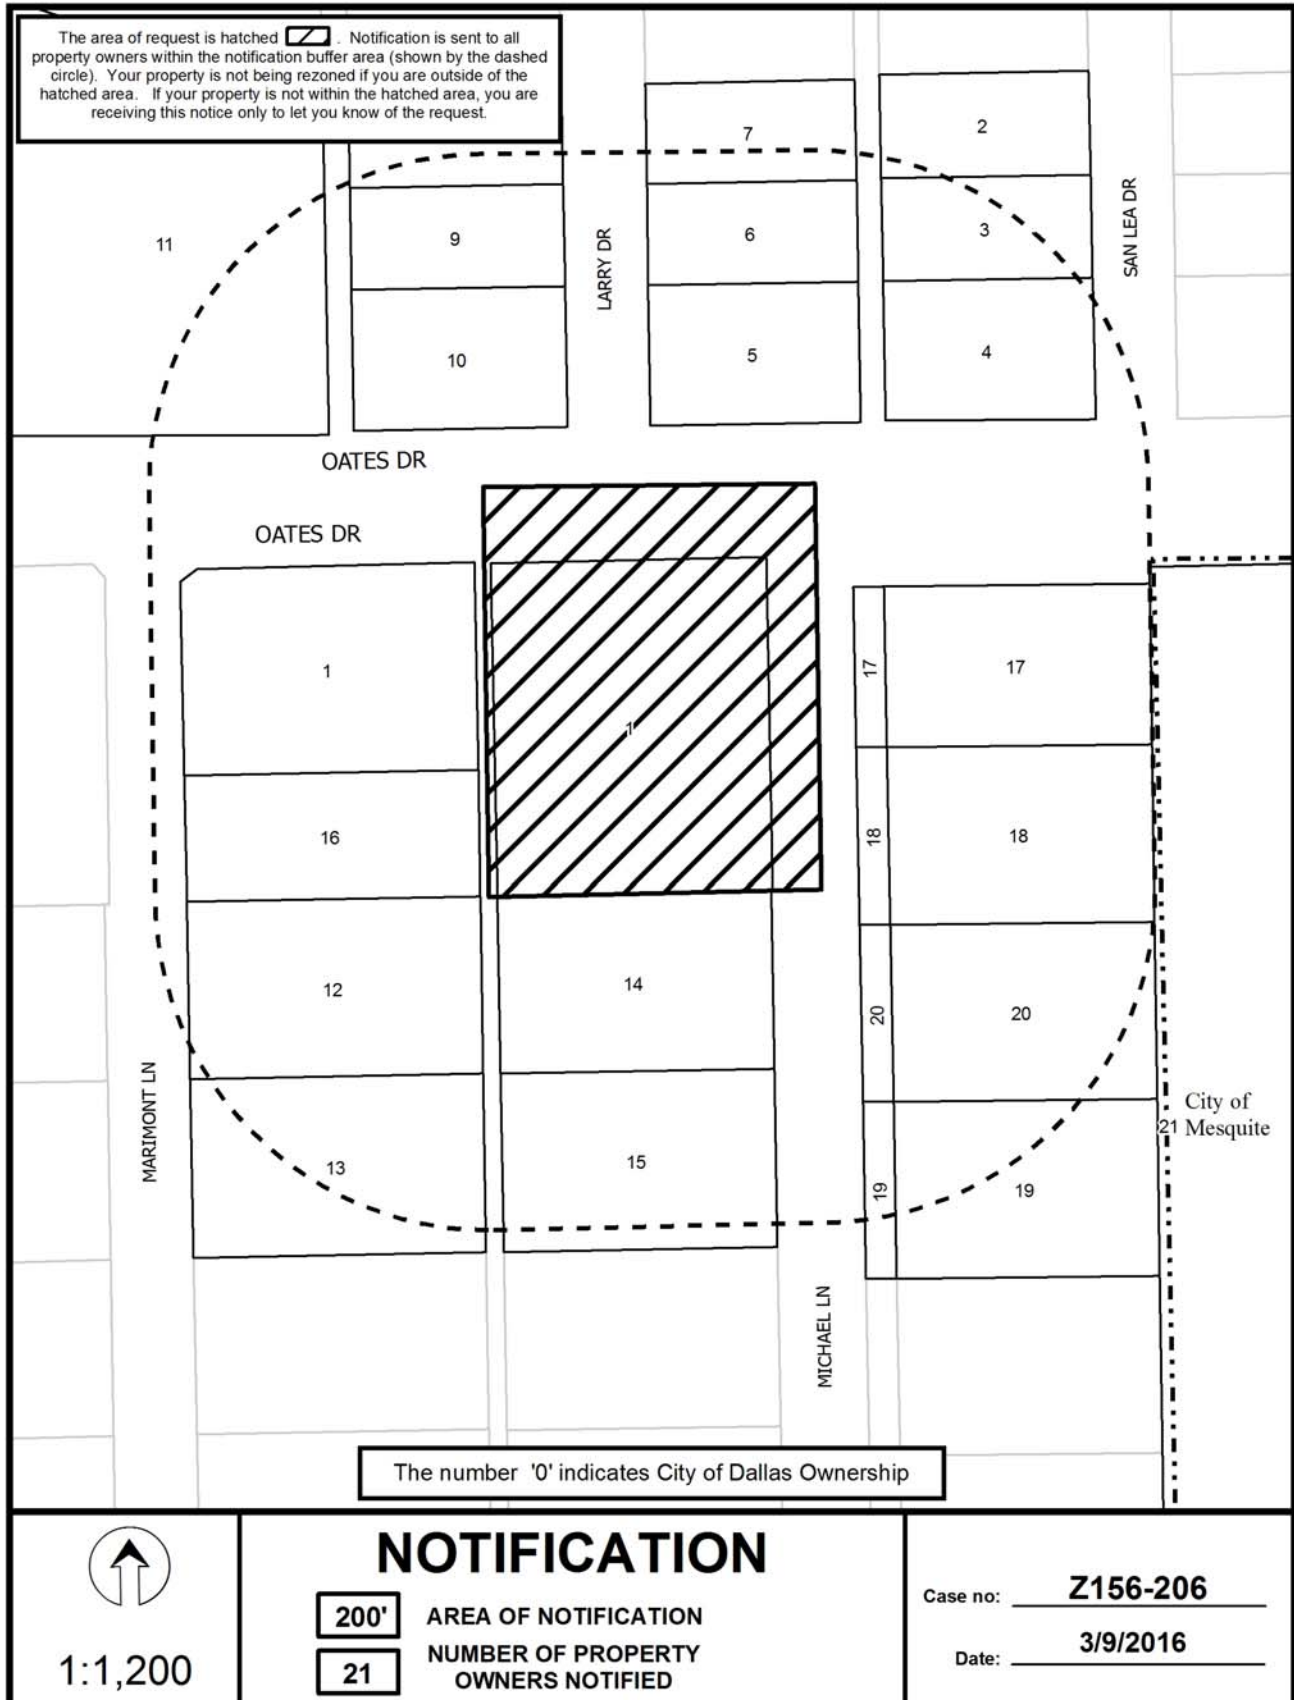 The area of request is hatched . Notification is sent to all
property owners within the notification buffer area (shown by the dashed
circle). Your property is not being rezoned if you are outside of the
hatched area. If your property is not within the hatched area, you are
receiving this notice only to let you know of the request.
7
2
11
9
LARRY DR
6
3
SAN LEA DR
10
5
4
OATES DR
OATES DR
1
1
17
17
16
18
18
12
14
20
20
MARIMONT LN
13
15
19
19
21
City of
Mesquite
MICHAEL LN
The number '0' indicates City of Dallas Ownership
1:1,200
NOTIFICATION
200' AREA OF NOTIFICATION
21 NUMBER OF PROPERTY
OWNERS NOTIFIED
Case no: Z156-206
Date: 3/9/2016